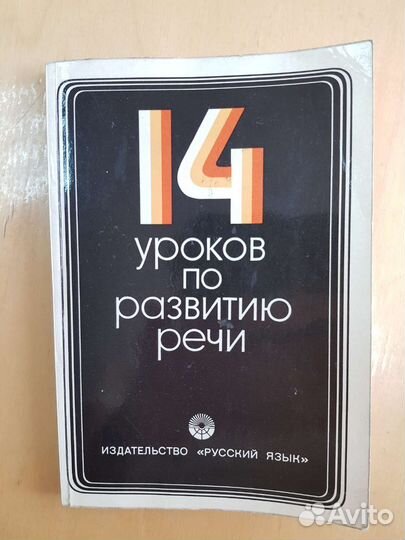 14
уроков
по
развитию
речи
ИЗДАТЕЛЬСТВО «РУССКИЙ ЯЗЫК»
Avito